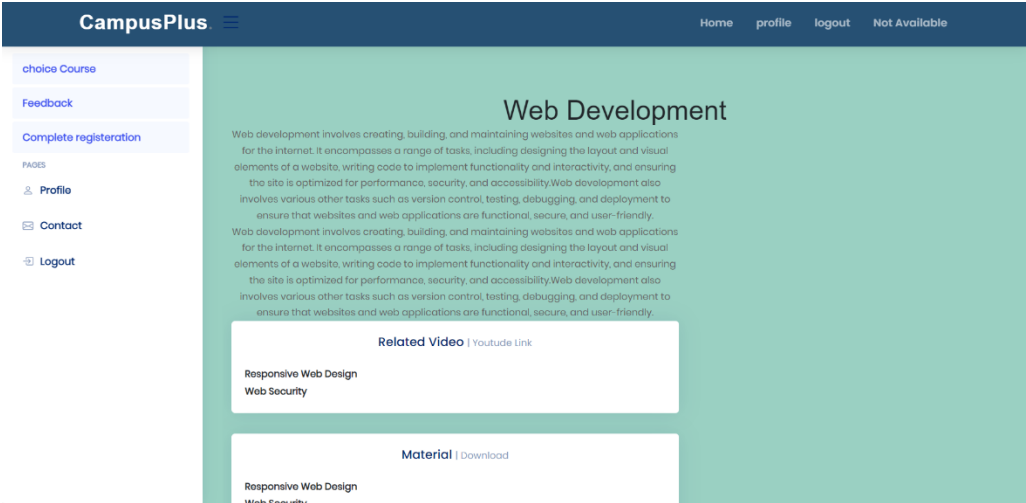 CampusPlus.
Home profile logout Not Available
choice Course
Feedback
Complete registeration
PAGES
Profile
Contact
Logout
Web Development
Web development involves creating, building, and maintaining websites and web applications
for the internet. It encompasses a range of tasks, including designing the layout and visual
elements of a website, writing code to implement functionality and interactivity, and ensuring
the site is optimized for performance, security, and accessibility.Web development also
involves various other tasks such as version control, testing, debugging, and deployment to
ensure that websites and web applications are functional, secure, and user-friendly.
Web development involves creating, building, and maintaining websites and web applications
for the internet. It encompasses a range of tasks, including designing the layout and visual
elements of a website, writing code to implement functionality and interactivity, and ensuring
the site is optimized for performance, security, and accessibility.Web development also
involves various other tasks such as version control, testing, debugging, and deployment to
ensure that websites and web applications are functional, secure, and user-friendly.
Related Video | Youtude Link
Responsive Web Design
Web Security
Material | Download
Responsive Web Design
Web Security